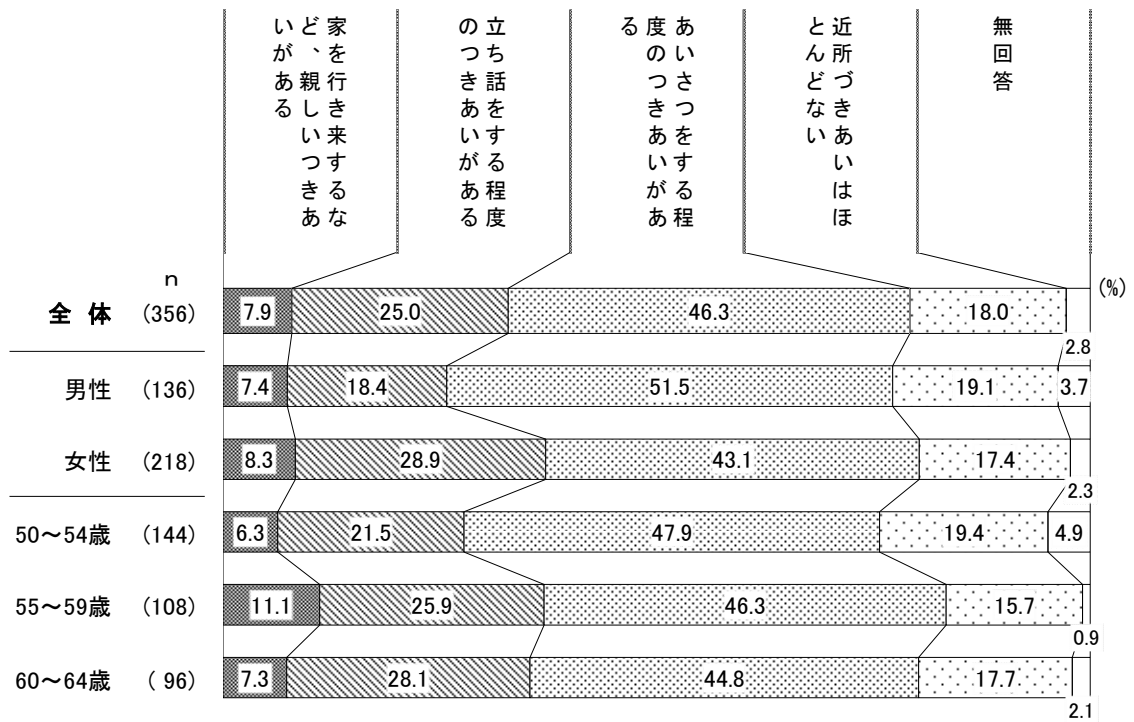 家を行き来するな
ど、親しいつきあ
いがある
立ち話をする程度
のつきあいがある
あいさつをする程
度のつきあいがあ
る
近所づきあいはほ
とんどない
無回答
n
(%)
全 体 (356) 7.9 25.0 46.3 18.0 2.8
男性 (136) 7.4 18.4 51.5 19.1 3.7
女性 (218) 8.3 28.9 43.1 17.4 2.3
50~54歳 (144) 6.3 21.5 47.9 19.4 4.9
55~59歳 (108) 11.1 25.9 46.3 15.7 0.9
60~64歳 ( 96) 7.3 28.1 44.8 17.7 2.1